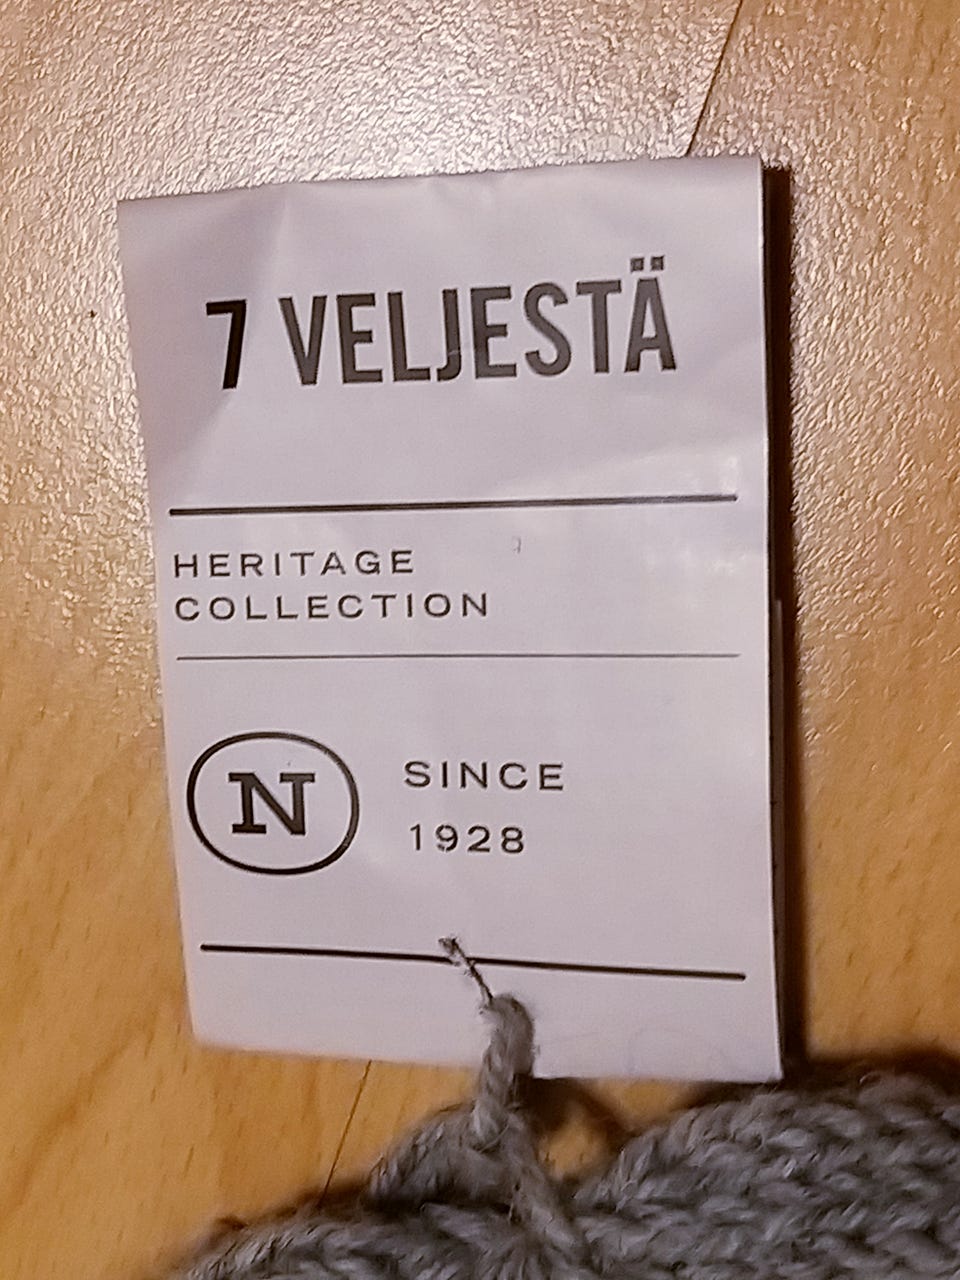 7 VELJESTÄ
HERITAGE
COLLECTION
N
SINCE
1928